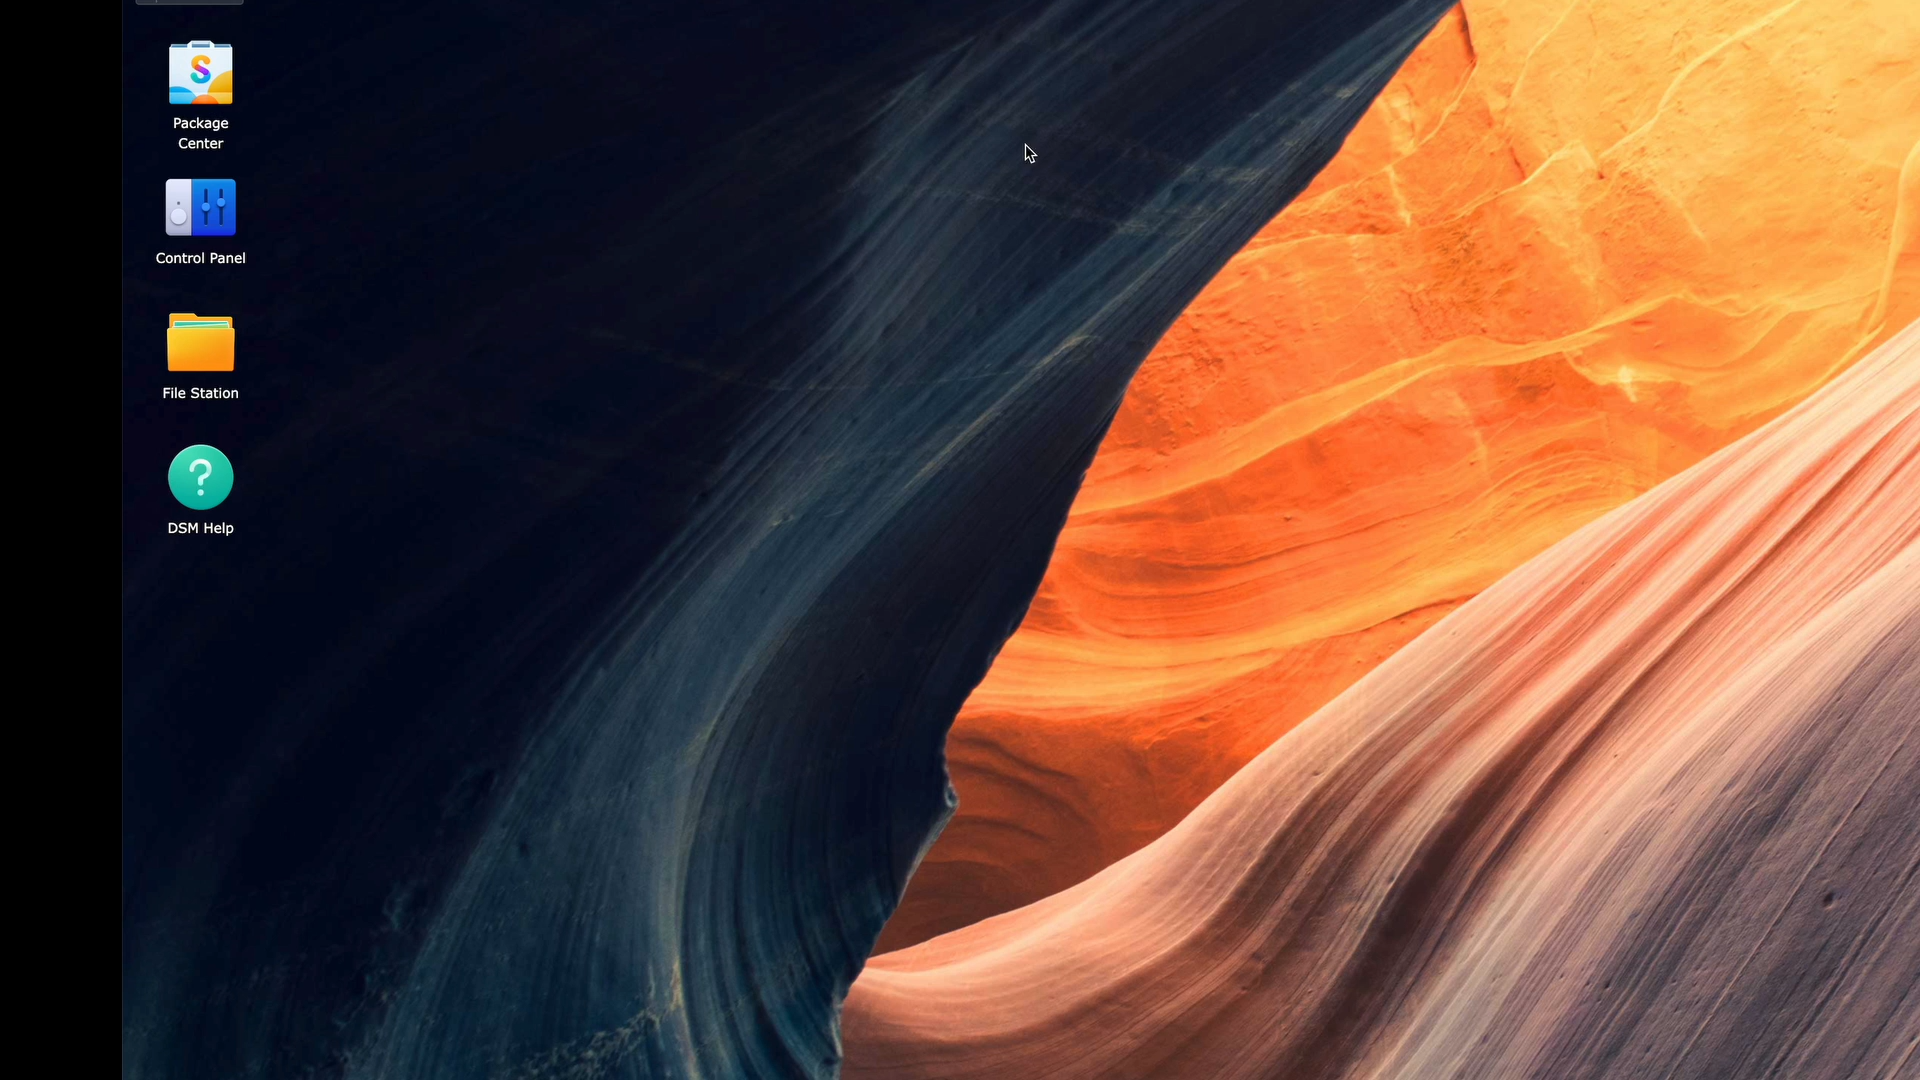 Package
Center
Control Panel
File Station
DSM Help